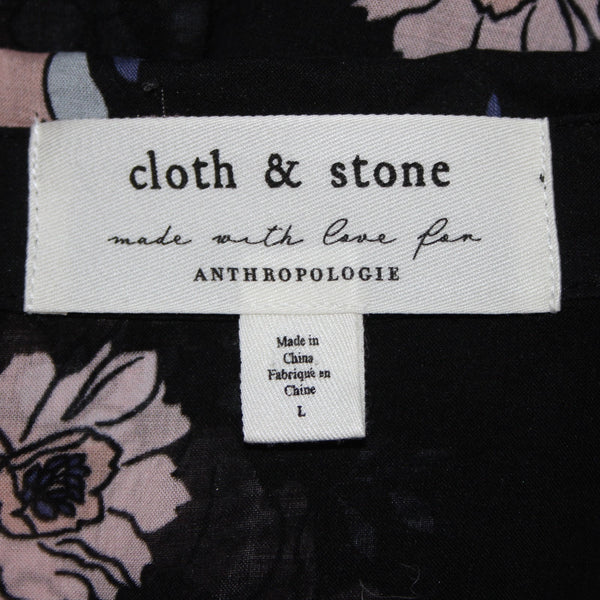 cloth & stone
made with love for
ANTHROPOLOGIE
Made in
China
Fabriqué en
Chine
L